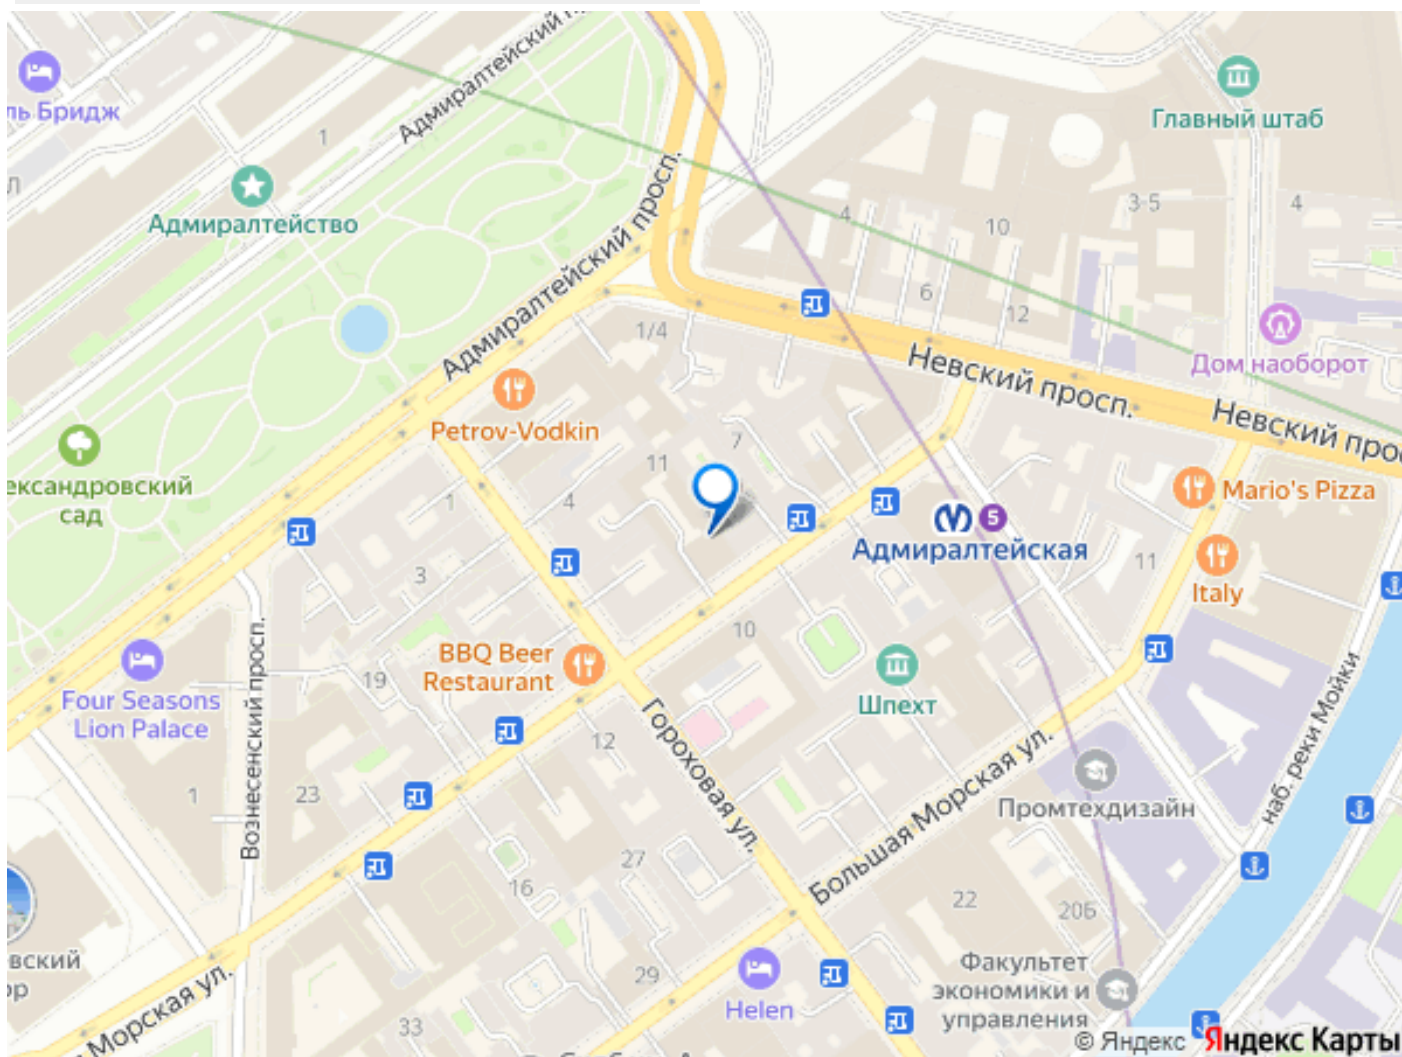 ль Бридж
1
Адмиралтейский пр
Главный штаб
Л
Адмиралтейство
Адмиралтейский просп.
4
10
3-5
4
6
12
1/4
Дом наоборот
Невский просп.
Невский прос
Petrov-Vodkin
7
11
ександровский
сад
1
4
Mario's Pizza
5
Адмиралтейская
11
3
Italy
10
BBQ Beer
Restaurant
19
Four Seasons
Lion Palace
Шпехт
Вознесенский просп.
Гороховая ул.
12
наб. реки Мойки
Большая Морская ул.
Промтехдизайн
1
23
27
16
22
20Б
вский
ор
29
Факультет
экономики и
управления
Helen
Морская ул.
33
© Яндекс
Яндекс Карты